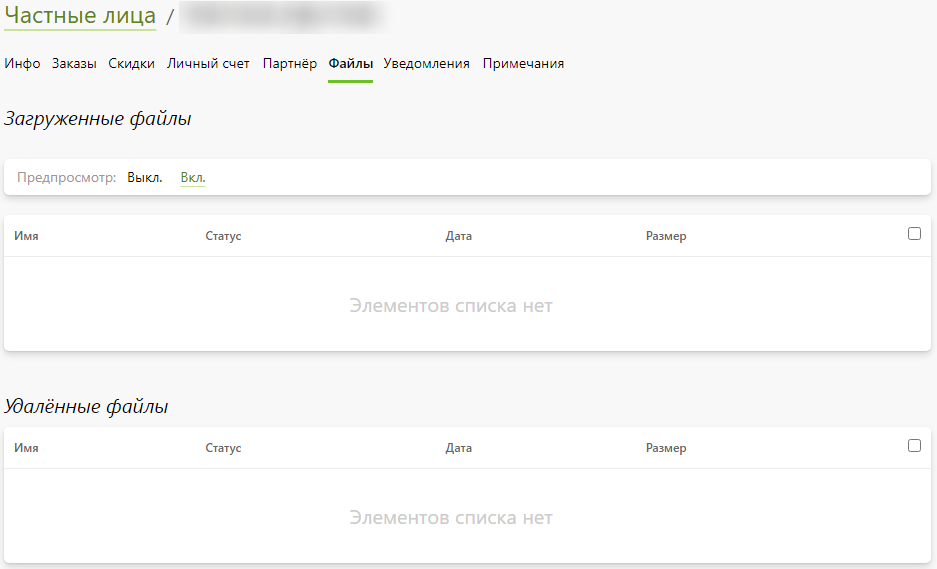 Частные лица /
Инфо Заказы Скидки Личный счет Партнёр Файлы Уведомления Примечания
Загруженные файлы
Предпросмотр: Выкл. Вкл.
Имя Статус Дата Размер
Элементов списка нет
Удалённые файлы
Имя Статус Дата Размер
Элементов списка нет